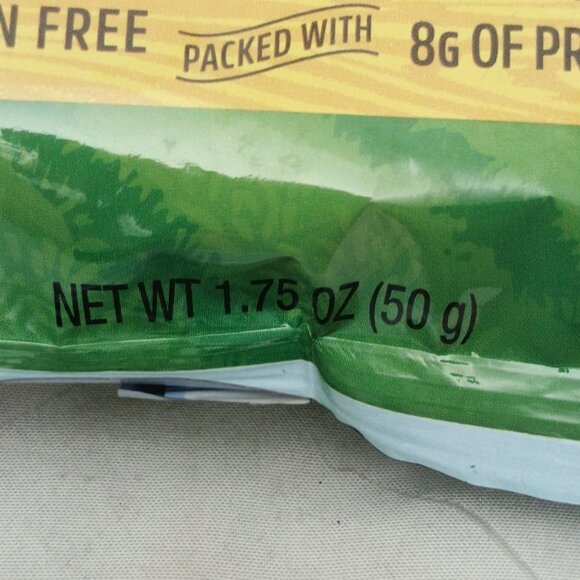 N FREE
PACKED WITH
8G OF PR
NET WT 1.75 OZ (50 g)